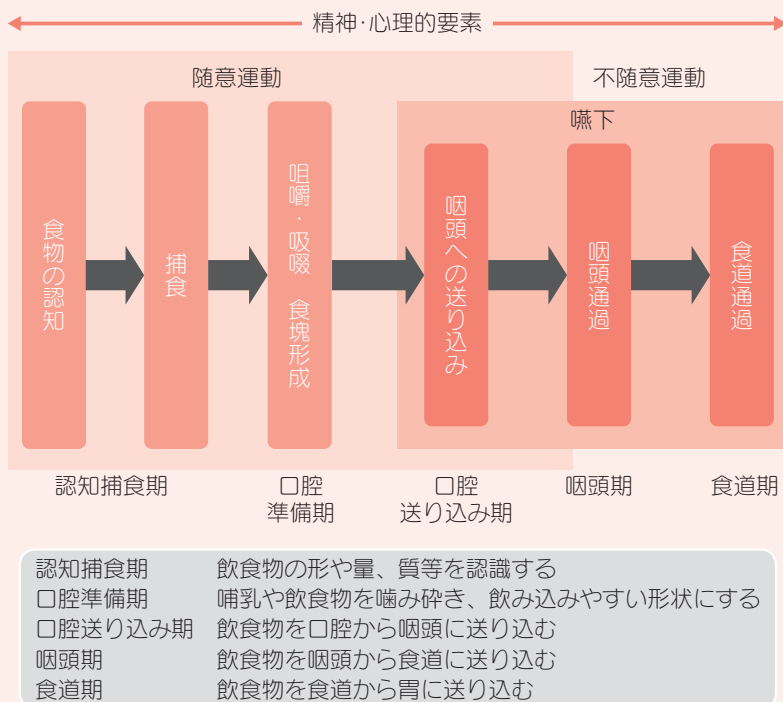 精神・心理的要素
随意運動
不随意運動
嚥下
食物の認知
捕食
咀嚼・吸啜 食塊形成
咽頭への送り込み
咽頭通過
食道通過
認知捕食期
口腔
準備期
口腔
送り込み期
咽頭期
食道期
認知捕食期 飲食物の形や量、質等を認識する
口腔準備期 哺乳や飲食物を噛み砕き、飲み込みやすい形状にする
口腔送り込み期 飲食物を口腔から咽頭に送り込む
咽頭期 飲食物を咽頭から食道に送り込む
食道期 飲食物を食道から胃に送り込む